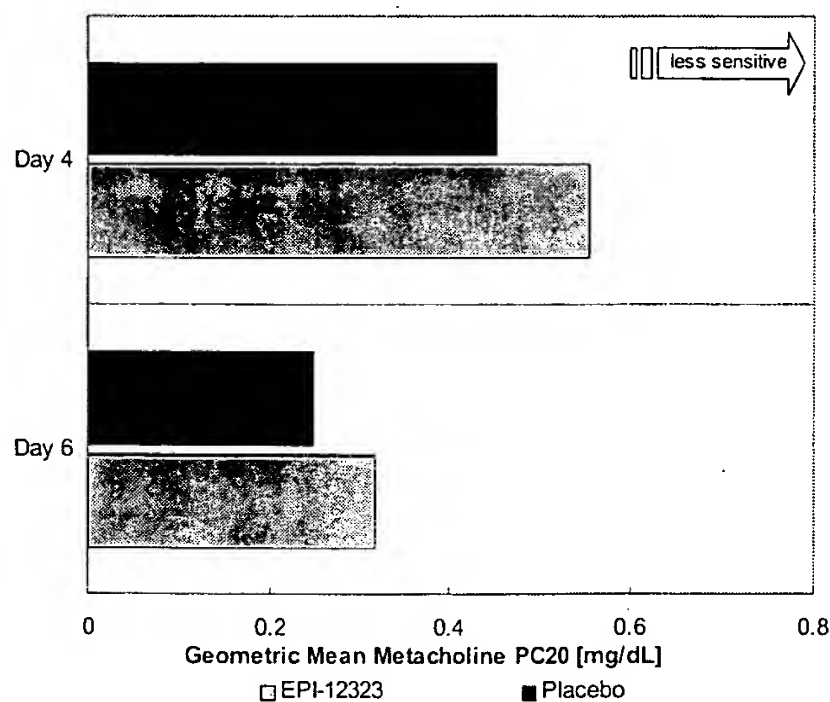 less sensitive
Day 4
Day 6
0 0.2 0.4 0.6 0.8
Geometric Mean Metacholine PC20 [mg/dL]
EPI-12323 Placebo